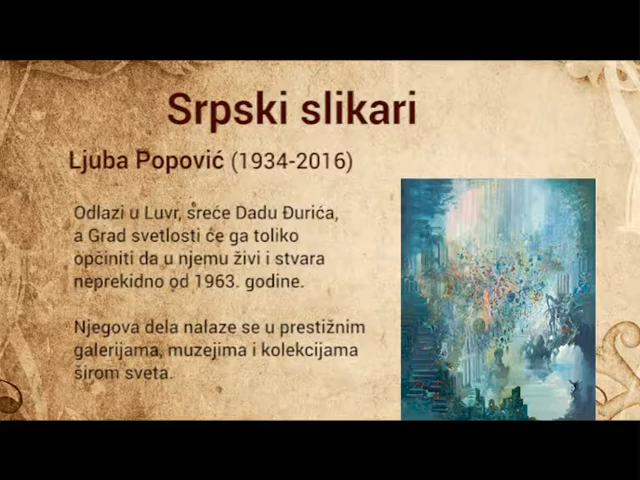 Srpski slikari
Ljuba Popović (1934-2016)
Odlazi u Luvr, sreće Dadu Đurića,
a Grad svetlosti će ga toliko
opčiniti da u njemu živi i stvara
neprekidno od 1963. godine.
Njegova dela nalaze se u prestižnim
galerijama, muzejima i kolekcijama
širom sveta.